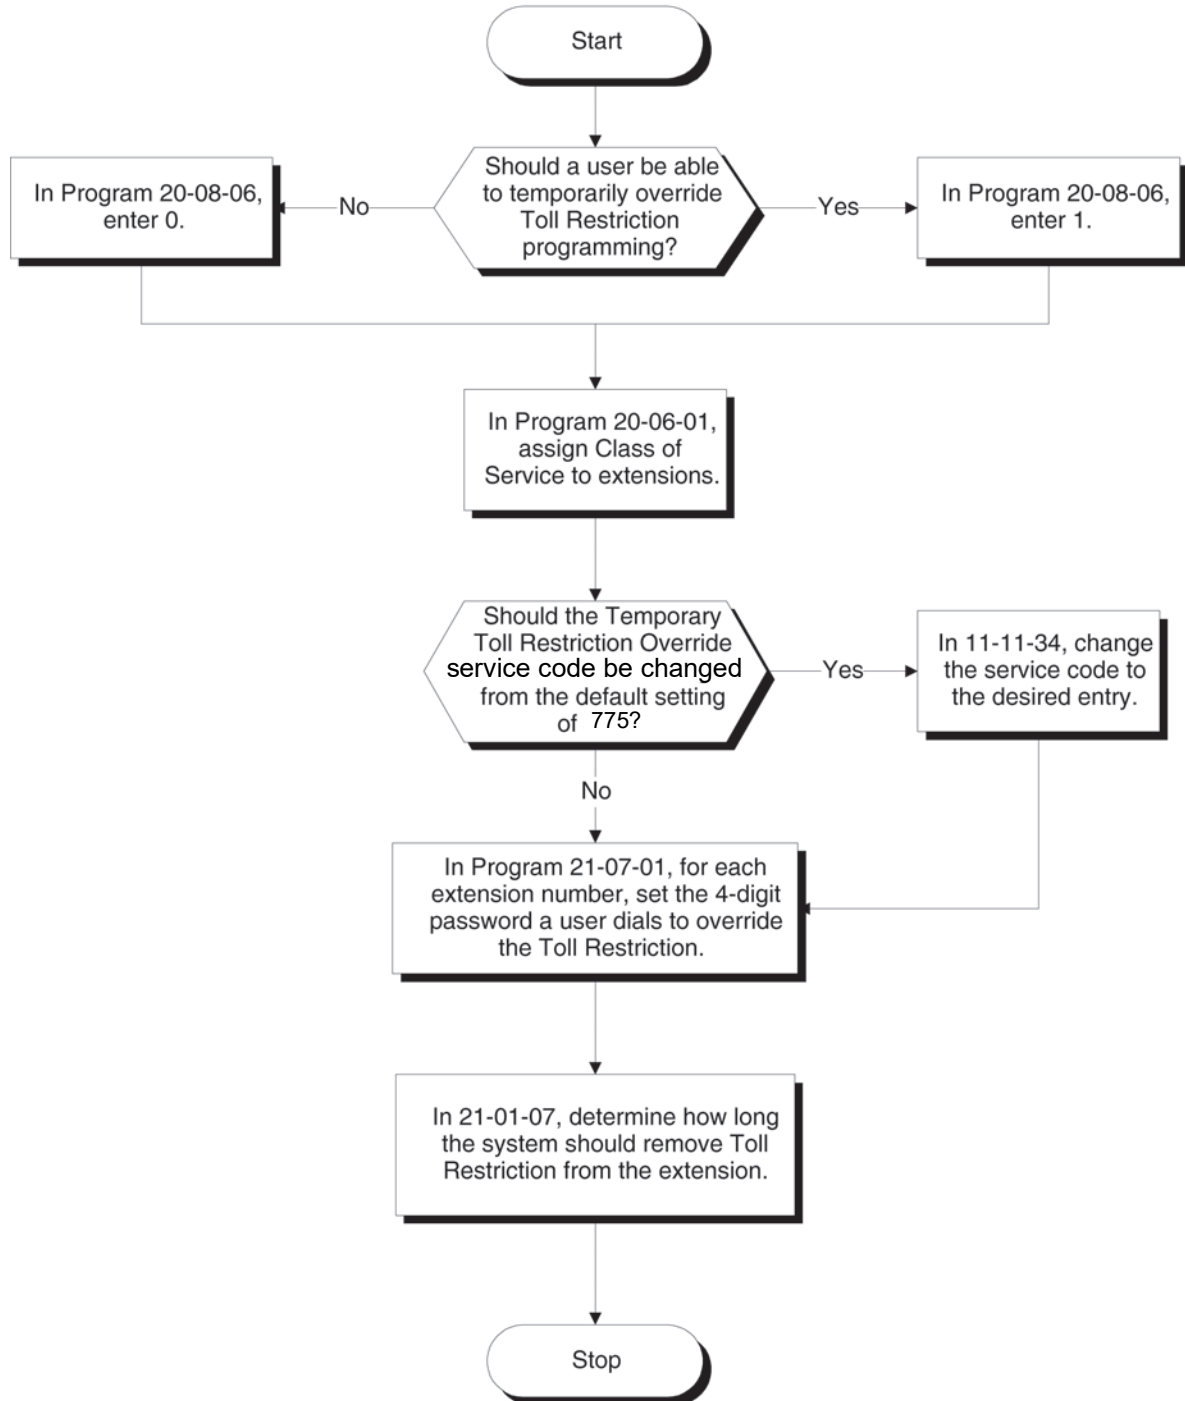 Start
Should a user be able
to temporarily override
Toll Restriction
programming?
No
Yes
In Program 20-08-06,
enter 0.
In Program 20-08-06,
enter 1.
In Program 20-06-01,
assign Class of
Service to extensions.
Should the Temporary
Toll Restriction Override
service code be changed
from the default setting
of 775?
Yes
In 11-11-34, change
the service code to
the desired entry.
No
In Program 21-07-01, for each
extension number, set the 4-digit
password a user dials to override
the Toll Restriction.
In 21-01-07, determine how long
the system should remove Toll
Restriction from the extension.
Stop